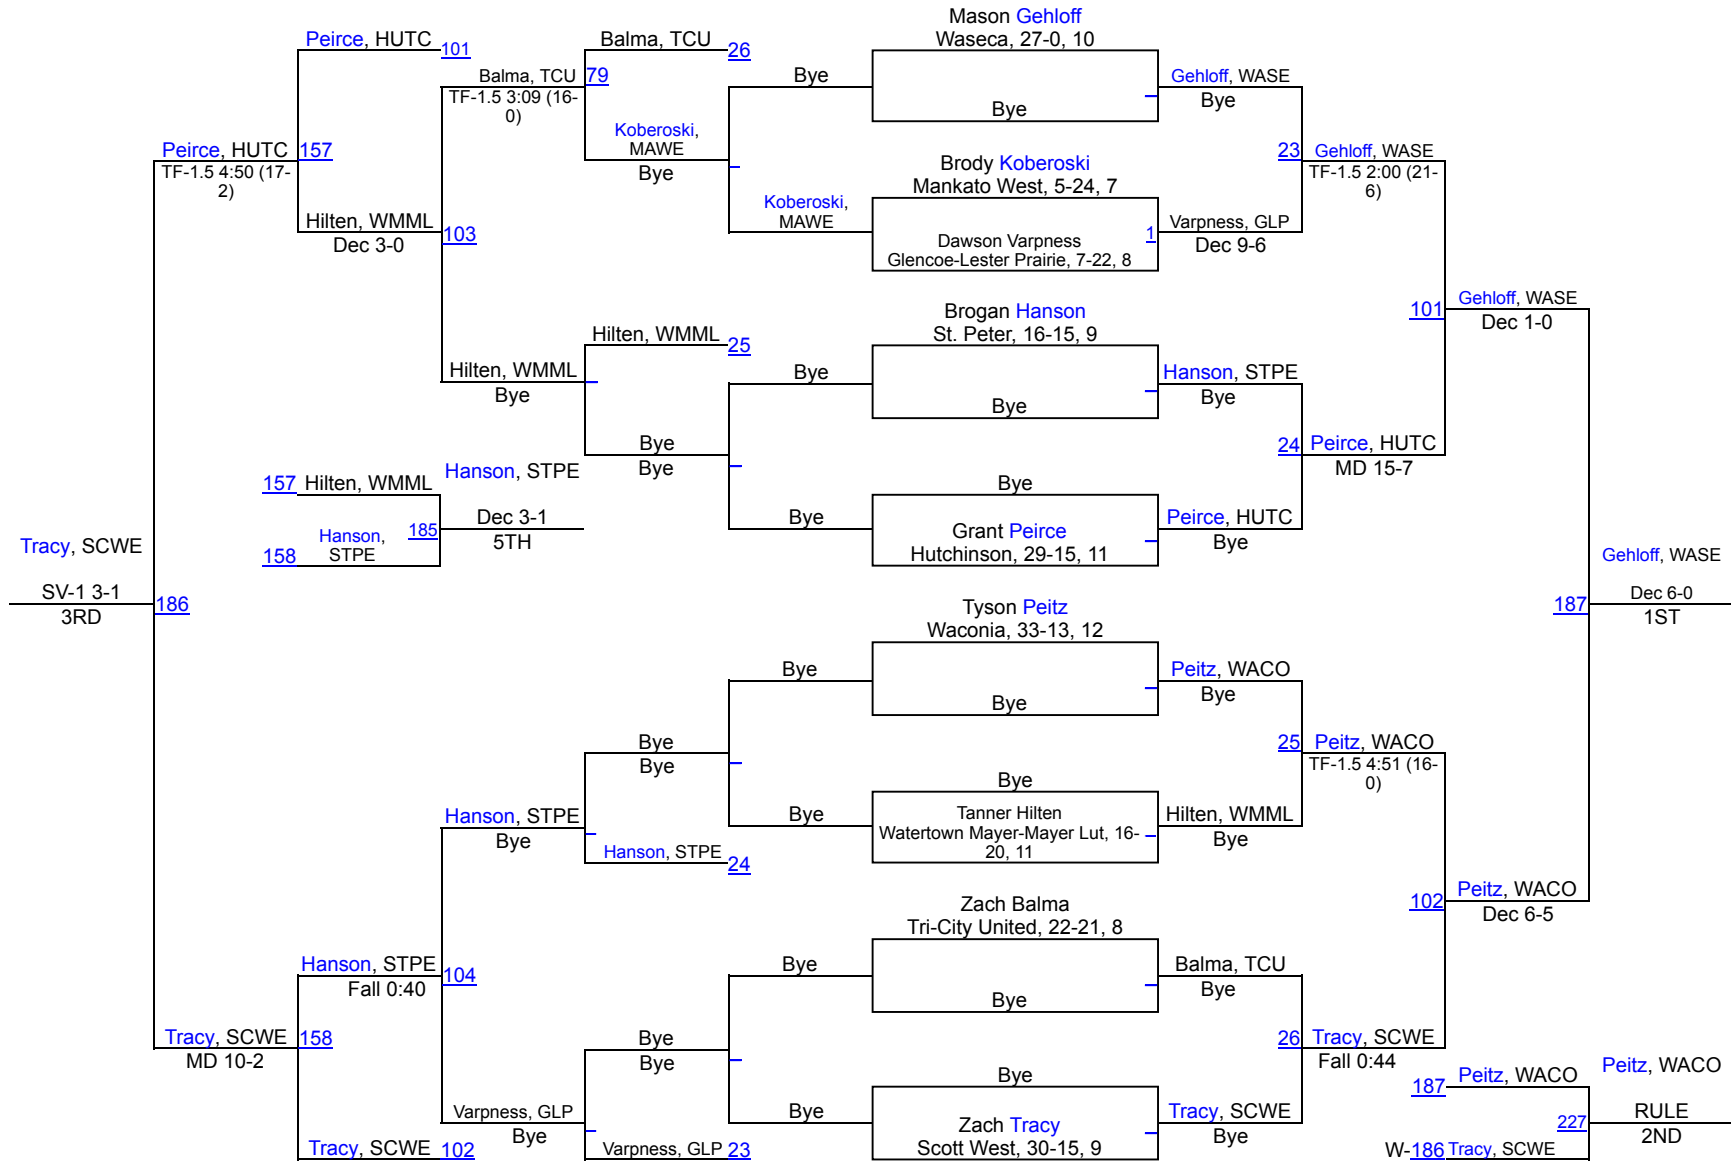 Mason Gehloff
Waseca, 27-0, 10
Peirce, HUTC
101
Balma, TCU
26
Balma, TCU
79
TF-1.5 3:09 (16-
0)
Bye
Gehloff, WASE
Bye
Bye
Koberoski,
MAWE
Bye
Peirce, HUTC
157
TF-1.5 4:50 (17-
2)
Brody Koberoski
Mankato West, 5-24, 7
23
Gehloff, WASE
TF-1.5 2:00 (21-
6)
Koberoski,
MAWE
Hilten, WMML
103
Dec 3-0
Dawson Varpness
Glencoe-Lester Prairie, 7-22, 8
1
Varpness, GLP
Dec 9-6
Brogan Hanson
St. Peter, 16-15, 9
101
Gehloff, WASE
Dec 1-0
Hilten, WMML
25
Hilten, WMML
Bye
Bye
Hanson, STPE
Bye
Bye
Bye
Bye
24
Peirce, HUTC
MD 15-7
Hanson, STPE
157
Hilten, WMML
Bye
Dec 3-1
5TH
185
Hanson,
STPE
158
Bye
Grant Peirce
Hutchinson, 29-15, 11
Peirce, HUTC
Bye
Tracy, SCWE
SV-1 3-1
3RD
186
Gehloff, WASE
187
Dec 6-0
1ST
Tyson Peitz
Waconia, 33-13, 12
Bye
Peitz, WACO
Bye
Bye
Bye
Bye
25
Peitz, WACO
TF-1.5 4:51 (16-
0)
Bye
Hanson, STPE
Bye
Bye
Tanner Hilten
Watertown Mayer-Mayer Lut, 16-
20, 11
Hilten, WMML
Bye
Hanson, STPE
24
Zach Balma
Tri-City United, 22-21, 8
102
Peitz, WACO
Dec 6-5
Hanson, STPE
104
Fall 0:40
Bye
Balma, TCU
Bye
Bye
Tracy, SCWE
158
MD 10-2
Bye
Bye
26
Tracy, SCWE
Fall 0:44
Bye
187
Peitz, WACO
Peitz, WACO
Varpness, GLP
Bye
Bye
Zach Tracy
Scott West, 30-15, 9
Tracy, SCWE
Bye
227
RULE
2ND
Tracy, SCWE
102
Varpness, GLP
23
W-186
Tracy, SCWE